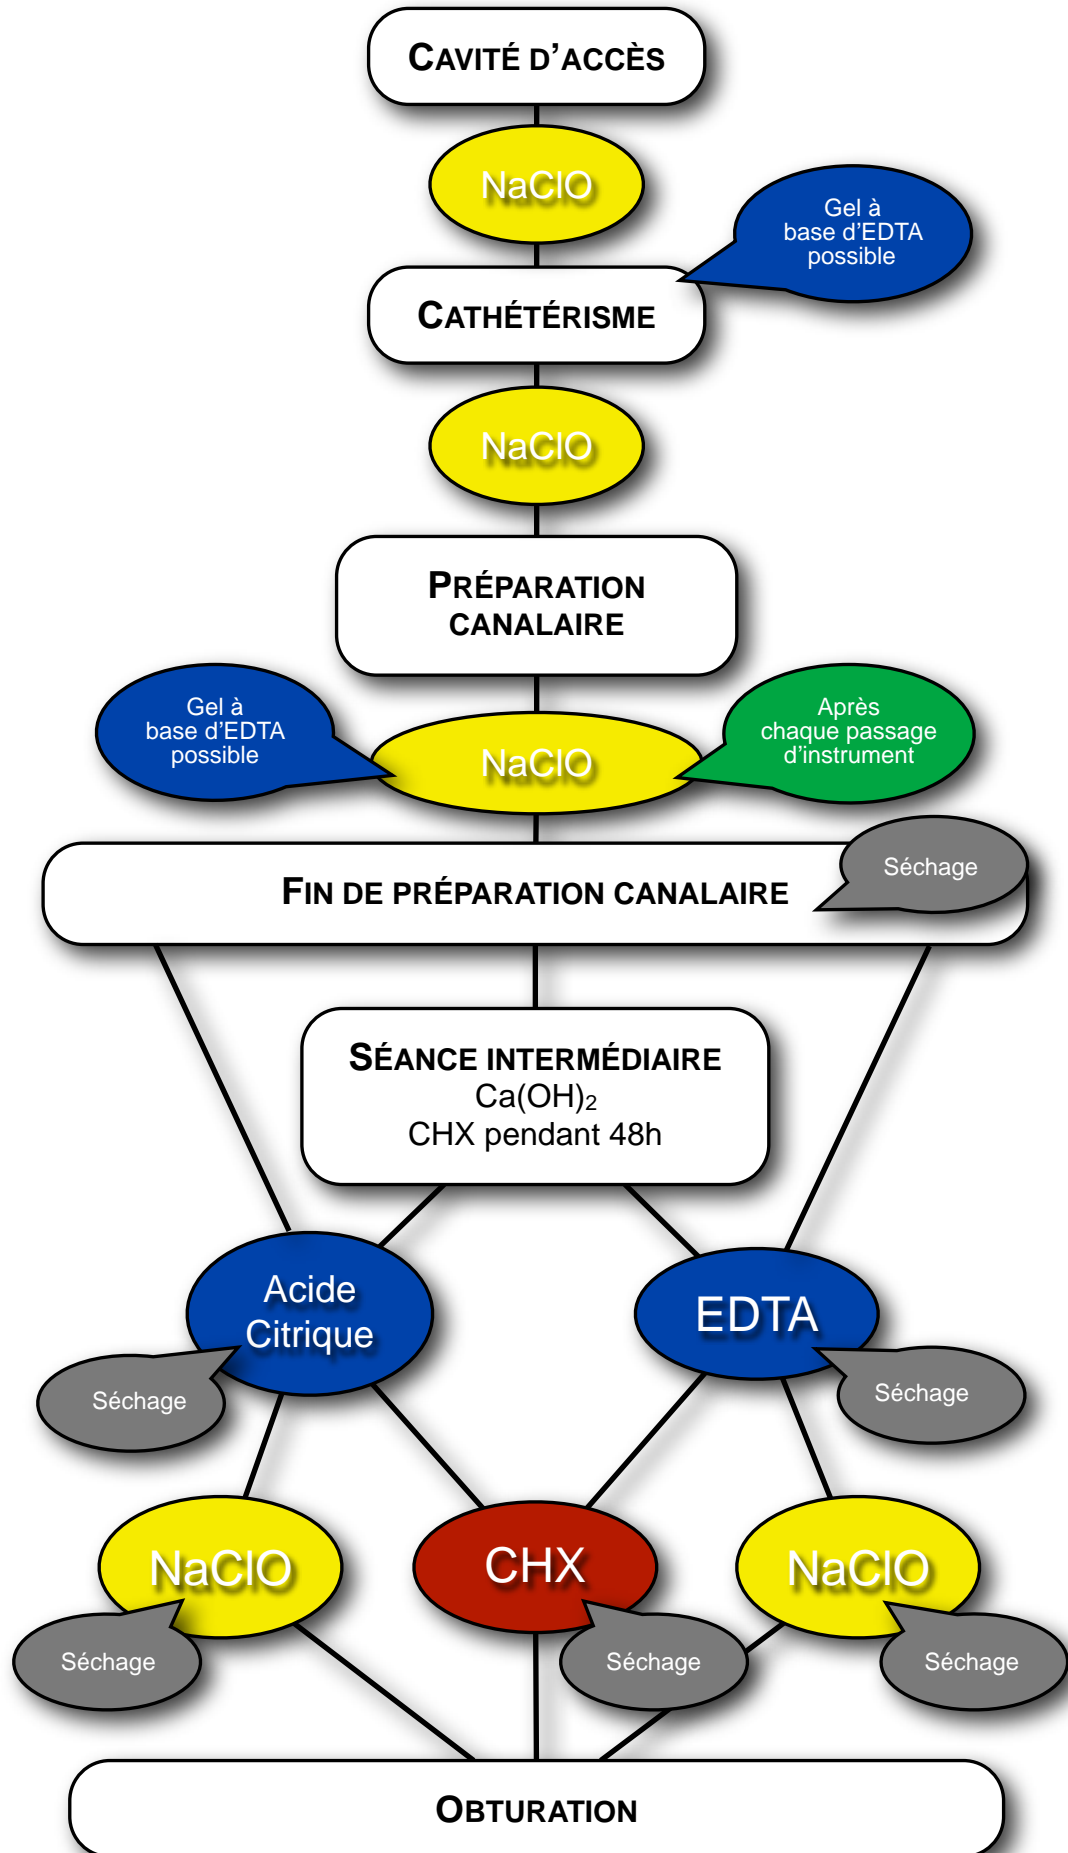 CAVITÉ D'ACCÈS
NaClO
Gel à
base d'EDTA
possible
CATHÉTÉRISME
NaClO
PRÉPARATION
CANALAIRE
Gel à
base d'EDTA
possible
NaClO
Après
chaque passage
d'instrument
Séchage
FIN DE PRÉPARATION CANALAIRE
SÉANCE INTERMÉDIAIRE
Ca(OH)₂
CHX pendant 48h
Acide
Citrique
EDTA
Séchage
Séchage
NaClO
CHX
NaClO
Séchage
Séchage
Séchage
OBTURATION